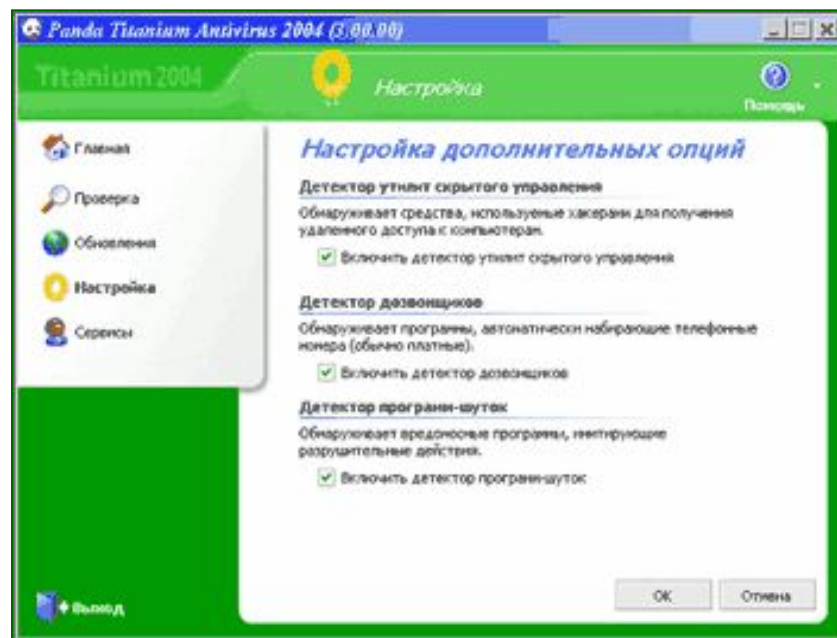 Panda Titanium Antivirus 2004 (3.00.00)
Titanium 2004
Настройка
Помощь
Главная
Проверка
Обновления
Настройка
Сервисы
Настройка дополнительных опций
Детектор утилит скрытого управления
Обнаруживает средства, используемые хакерами для получения
удаленного доступа к компьютерам.
Включить детектор утилит скрытого управления
Детектор дозвонщиков
Обнаруживает программы, автоматически набирающие телефонные
номера (обычно платные).
Включить детектор дозвонщиков
Детектор программ-шуток
Обнаруживает вредоносные программы, имитирующие
разрушительные действия.
Включить детектор программ-шуток
Выход
OK
Отмена